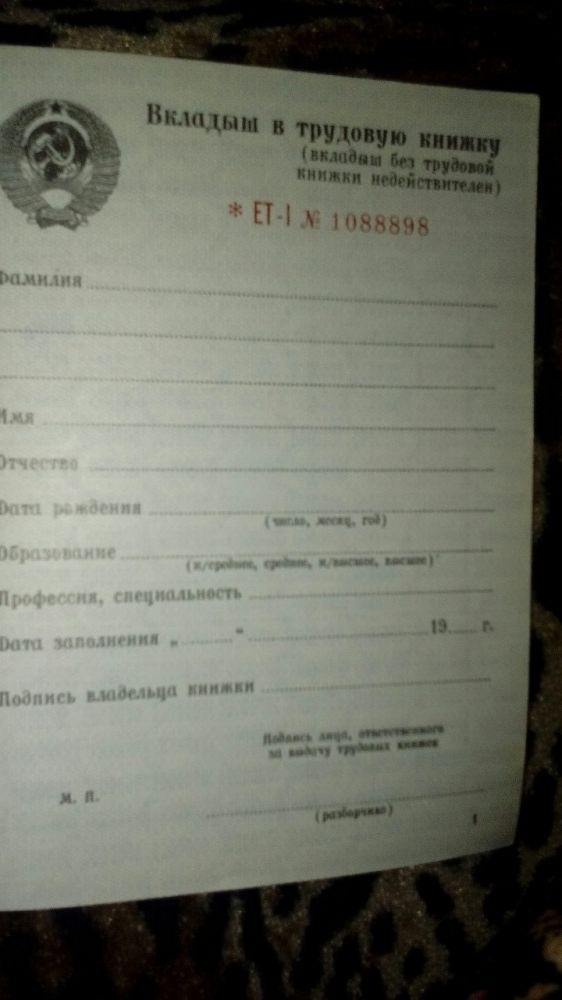 Вкладыш в трудовую книжку
(вкладыш без трудовой
книжки недействителен)
* ЕТ-I № 1088898
Фамилия
Имя
Отчество
Дата рождения
(число, месяц, год)
Образование
(н/среднее, среднее, н/высшее, высшее)
Профессия, специальность
Дата заполнения „ “ 19 г.
Подпись владельца книжки
Подпись лица, ответственного
за выдачу трудовых книжек
М. П.
(разборчиво)
1